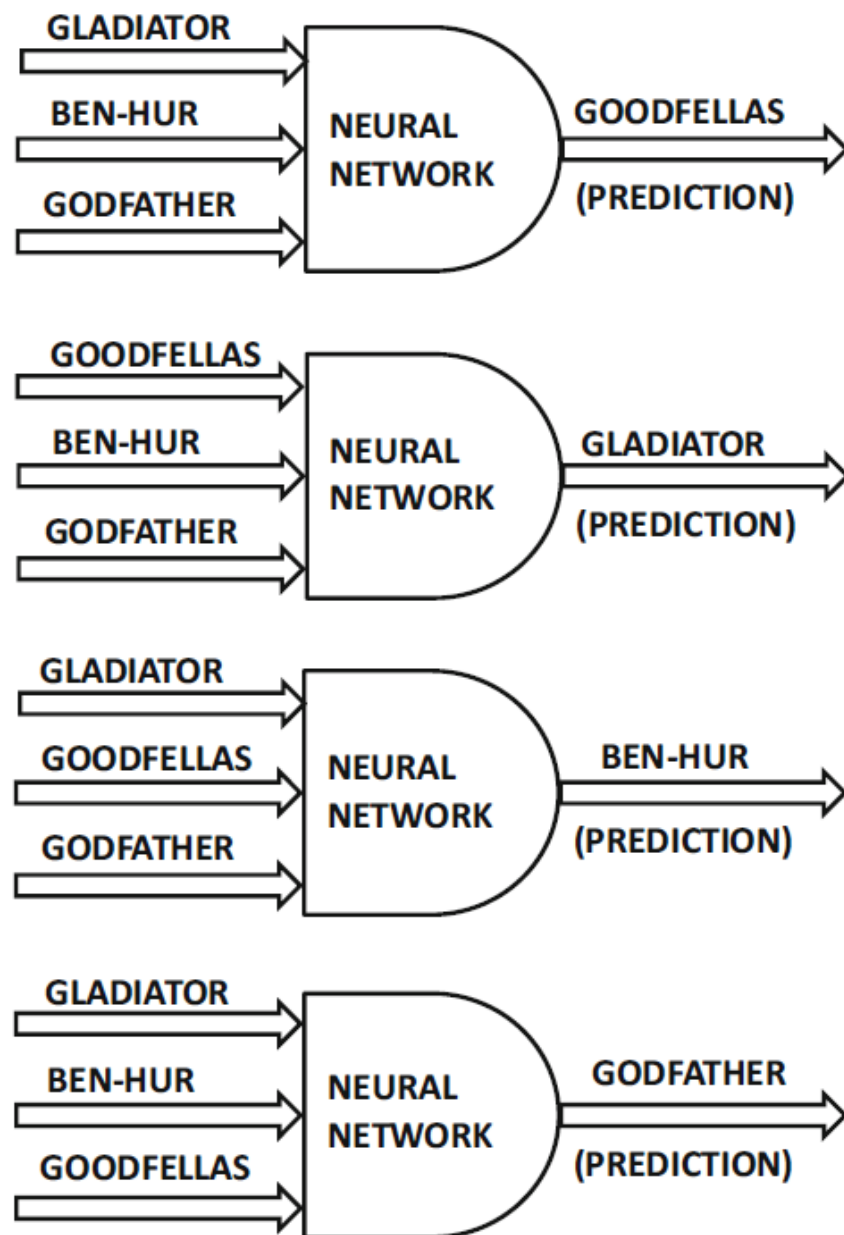 GLADIATOR
BEN-HUR
GODFATHER
NEURAL
NETWORK
GOODFELLAS
(PREDICTION)
GOODFELLAS
BEN-HUR
GODFATHER
NEURAL
NETWORK
GLADIATOR
(PREDICTION)
GLADIATOR
GOODFELLAS
GODFATHER
NEURAL
NETWORK
BEN-HUR
(PREDICTION)
GLADIATOR
BEN-HUR
GOODFELLAS
NEURAL
NETWORK
GODFATHER
(PREDICTION)